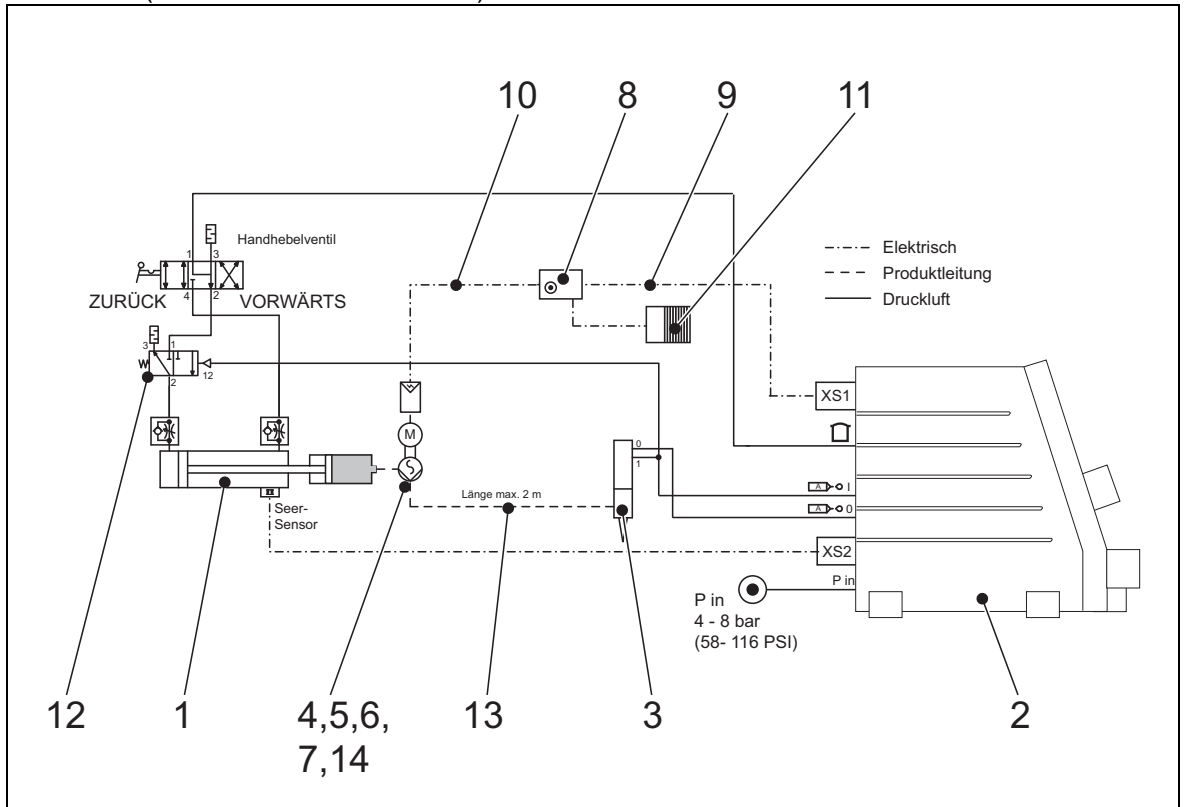 10
8
9
11
1
3
Handhebelventil
ZURÜCK
4
2
VORWÄRTS
Elektrisch
Produktleitung
Druckluft
3
1
2
12
M
XS1
0
1
A
I
A
0
Länge max. 2 m
Seer-
Sensor
XS2
P in
P in
4 - 8 bar
(58- 116 PSI)
12
1
4,5,6,
7,14
13
3
2